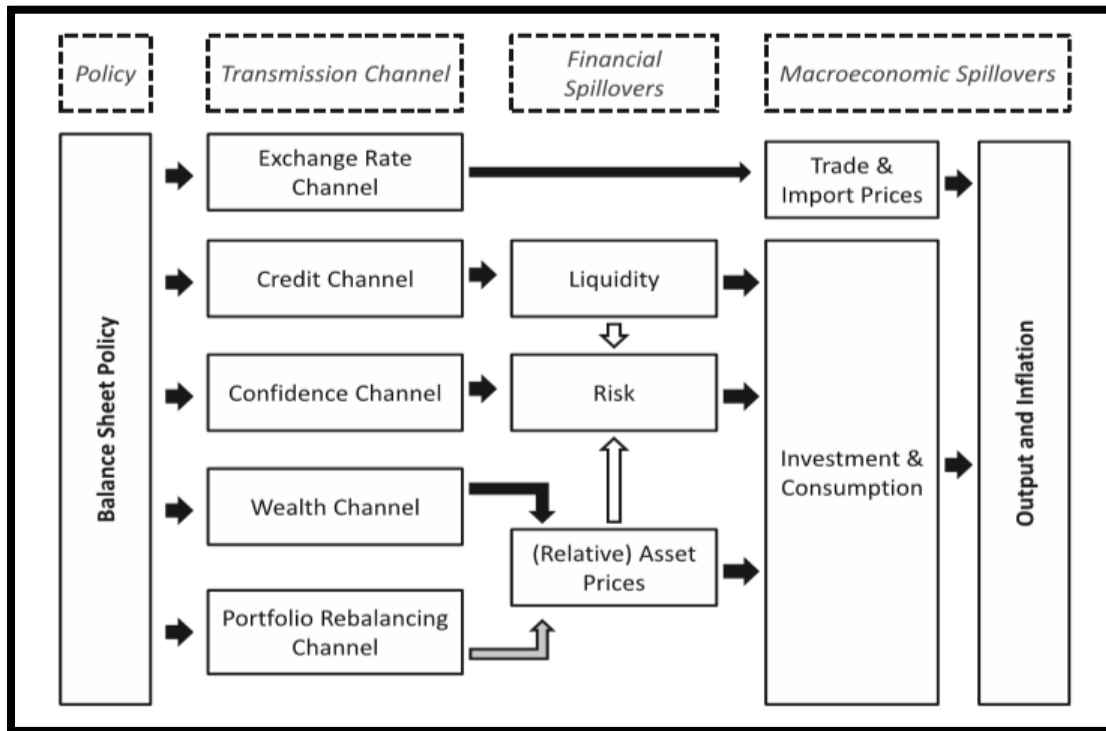 Policy
Transmission Channel
Financial
Spillovers
Macroeconomic Spillovers
Balance Sheet Policy
Exchange Rate
Channel
Trade &
Import Prices
Credit Channel
Liquidity
Confidence Channel
Risk
Wealth Channel
(Relative) Asset
Prices
Portfolio Rebalancing
Channel
Investment &
Consumption
Output and Inflation